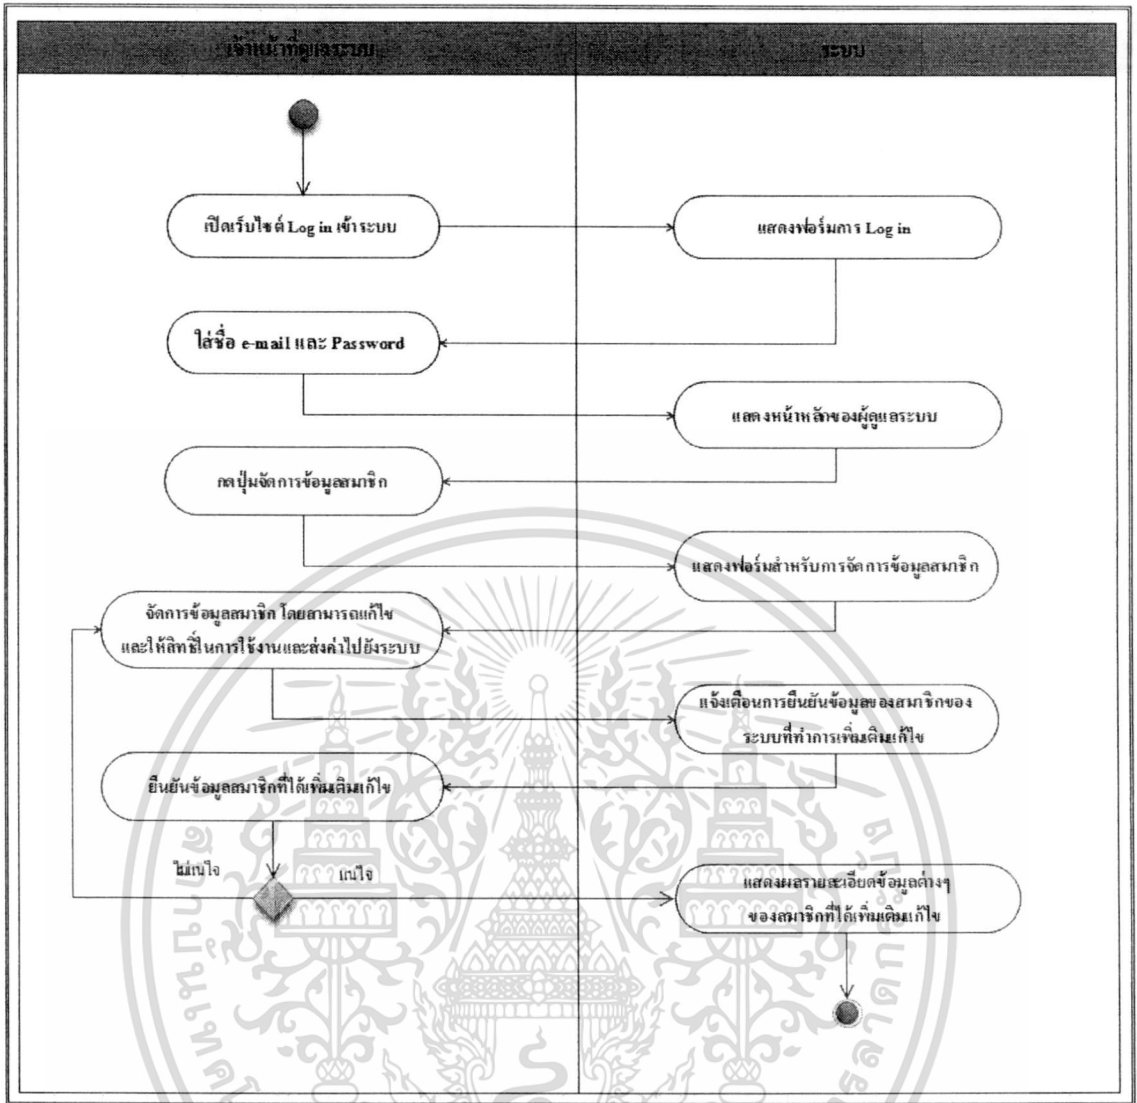 เจ้าหน้าที่ดูแลระบบ
ระบบ
เปิดเว็บไซต์ Log in เข้าระบบ
แสดงฟอร์มการ Log in
ใส่ชื่อ e-mail และ Password
แสดงหน้าหลักของผู้ดูแลระบบ
กดปุ่มจัดการข้อมูลสมาชิก
แสดงฟอร์มสำหรับการจัดการข้อมูลสมาชิก
จัดการข้อมูลสมาชิก โดยสามารถแก้ไข
และให้สิทธิ์ในการใช้งานและส่งค่าไปยังระบบ
แจ้งเตือนการยืนยันข้อมูลของสมาชิกของ
ระบบที่ทำการเพิ่มเติมแก้ไข
ยืนยันข้อมูลสมาชิกที่ได้เพิ่มเติมแก้ไข
ไม่แน่ใจ
แน่ใจ
แสดงผลรายละเอียดข้อมูลต่างๆ
ของสมาชิกที่ได้เพิ่มเติมแก้ไข